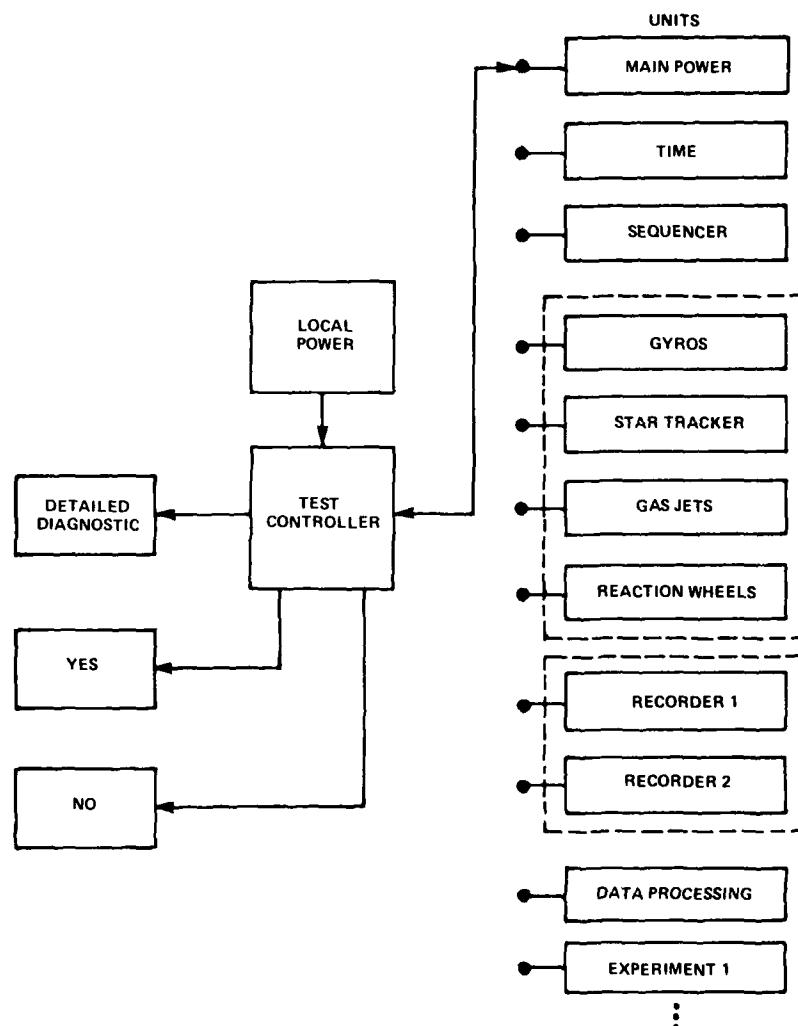 UNITS
MAIN POWER
TIME
SEQUENCER
LOCAL
POWER
GYROS
STAR TRACKER
DETAILED
DIAGNOSTIC
TEST
CONTROLLER
GAS JETS
REACTION WHEELS
YES
RECORDER 1
NO
RECORDER 2
DATA PROCESSING
EXPERIMENT 1